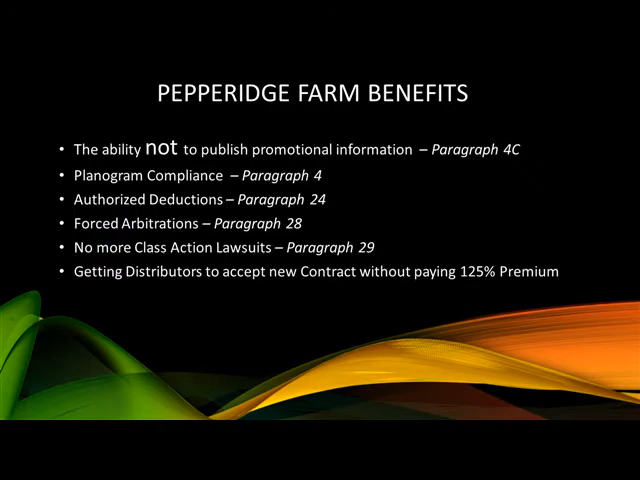 PEPPERIDGE FARM BENEFITS
• The ability not to publish promotional information – Paragraph 4C
• Planogram Compliance – Paragraph 4
• Authorized Deductions – Paragraph 24
• Forced Arbitrations – Paragraph 28
• No more Class Action Lawsuits – Paragraph 29
• Getting Distributors to accept new Contract without paying 125% Premium